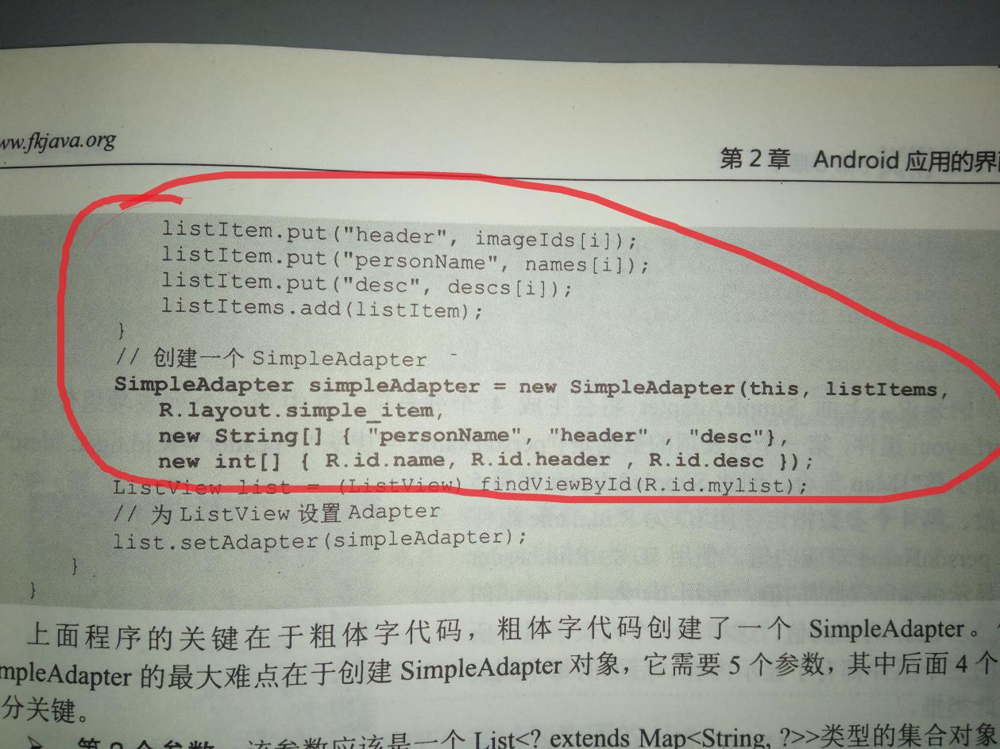 ww.fkjava.org
第 2 章 Android 应用的界
listItem.put("header", imageIds[i]);
listItem.put("personName", names[i]);
listItem.put("desc", descs[i]);
listItems.add(listItem);
}
// 创建一个 SimpleAdapter
SimpleAdapter simpleAdapter = new SimpleAdapter(this, listItems,
R.layout.simple_item,
new String[] { "personName", "header" , "desc"},
new int[] { R.id.name, R.id.header , R.id.desc });
ListView list = (ListView) findViewById(R.id.mylist);
// 为 ListView 设置 Adapter
list.setAdapter(simpleAdapter);
}
}
上面程序的关键在于粗体字代码，粗体字代码创建了一个 SimpleAdapter。
mpleAdapter 的最大难点在于创建 SimpleAdapter 对象，它需要 5 个参数，其中后面 4 个
分关键。
➤ 第 2 个参数：该参数应该是一个 List<? extends Map<String, ?>>类型的集合对象